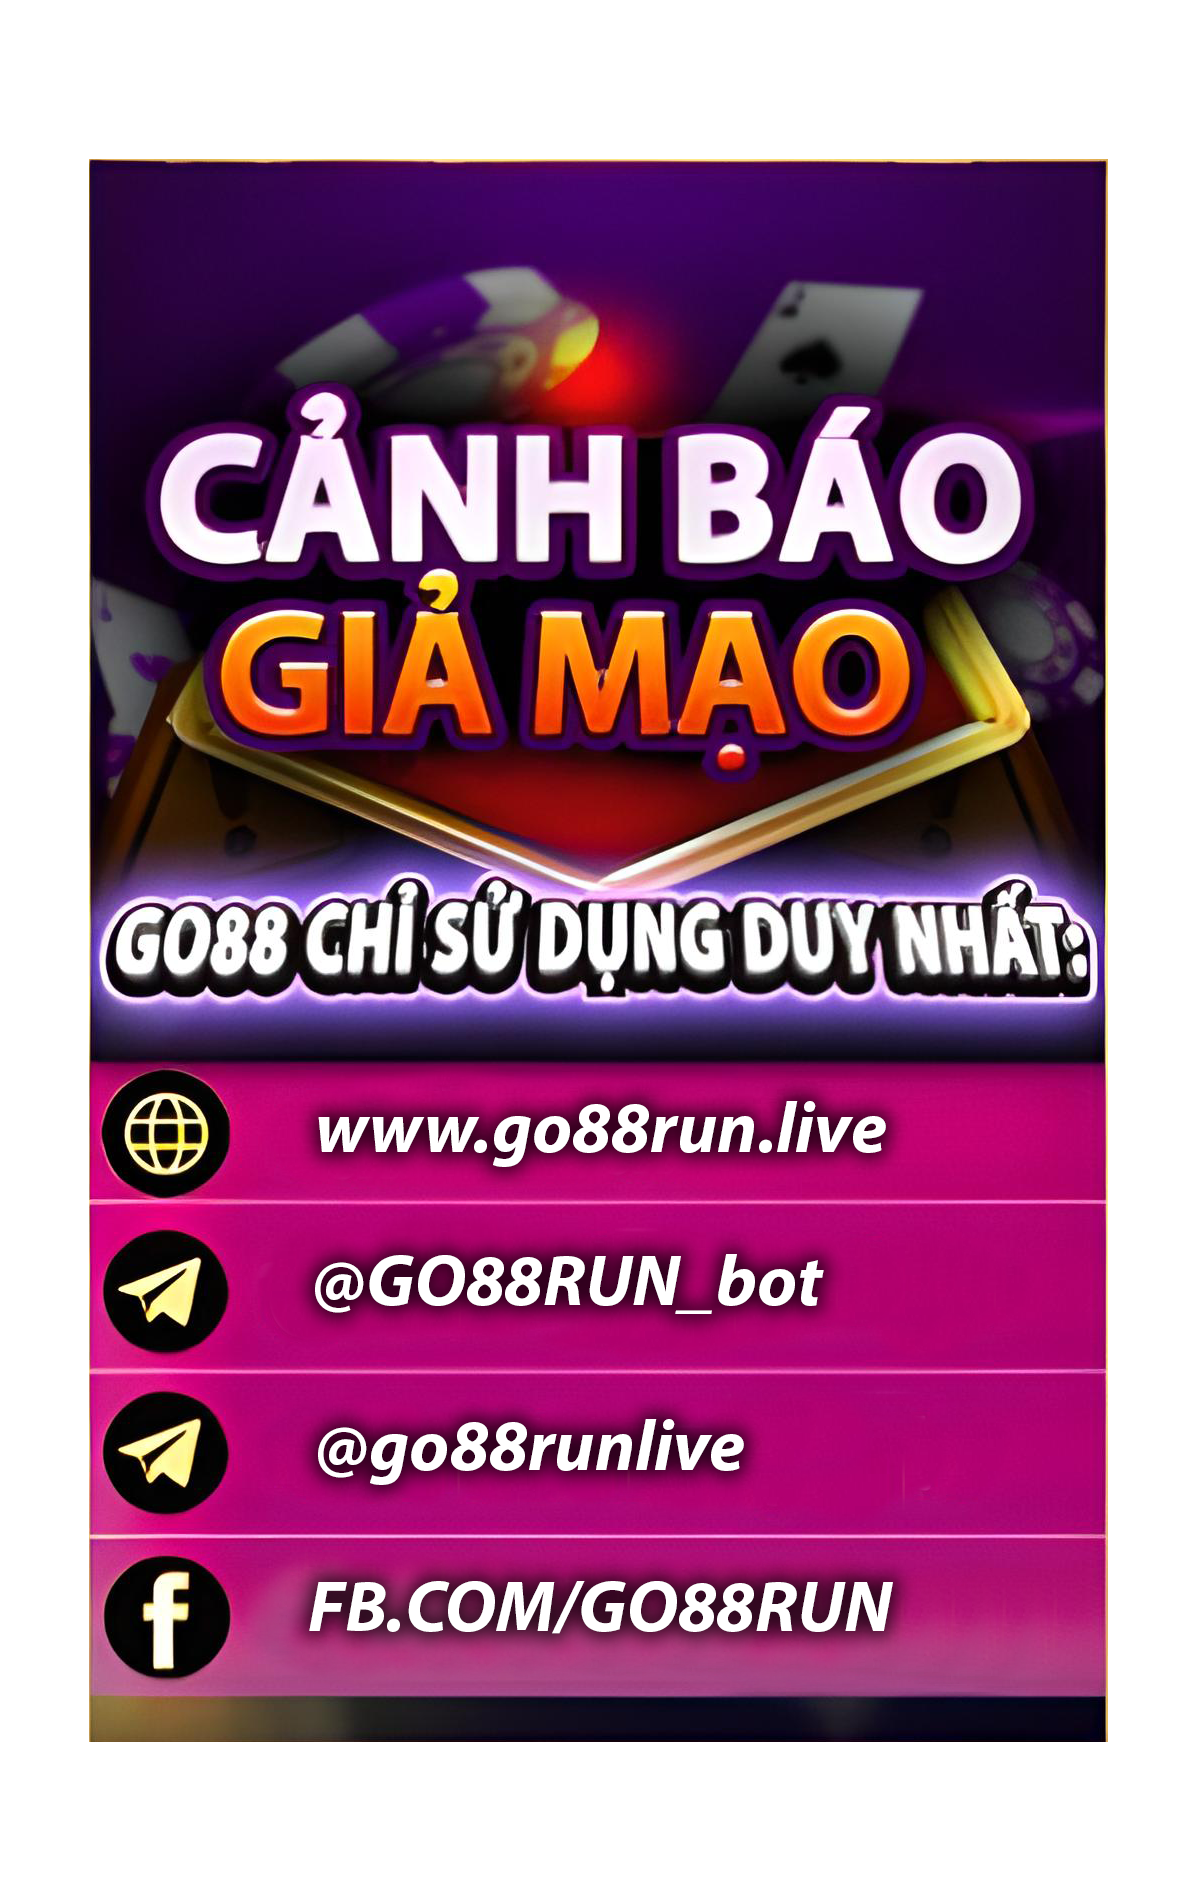 CẢNH BÁO
GIẢ MẠO
GO88 CHỈ SỬ DỤNG DUY NHẤT:
www.go88run.live
@GO88RUN_bot
@go88runlive
FB.COM/GO88RUN